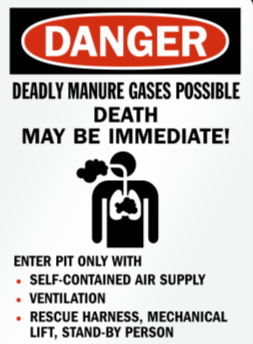 DANGER
DEADLY MANURE GASES POSSIBLE
DEATH
MAY BE IMMEDIATE!
ENTER PIT ONLY WITH
• SELF-CONTAINED AIR SUPPLY
• VENTILATION
• RESCUE HARNESS, MECHANICAL
LIFT, STAND-BY PERSON